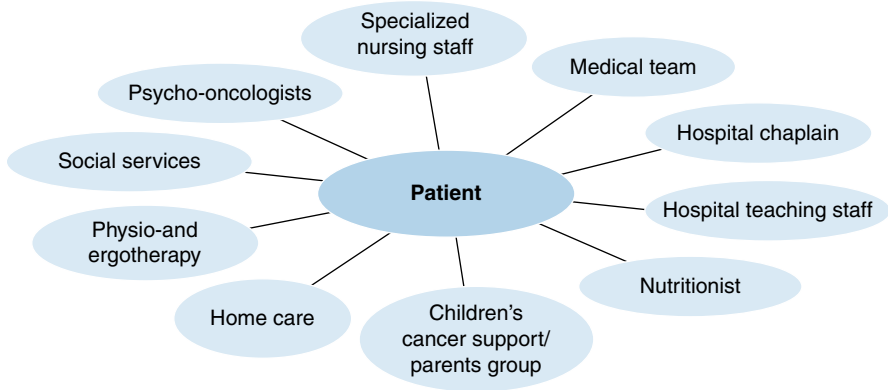 Specialized
nursing staff
Medical team
Psycho-oncologists
Hospital chaplain
Social services
Patient
Hospital teaching staff
Physio-and
ergotherapy
Nutritionist
Home care
Children's
cancer support/
parents group